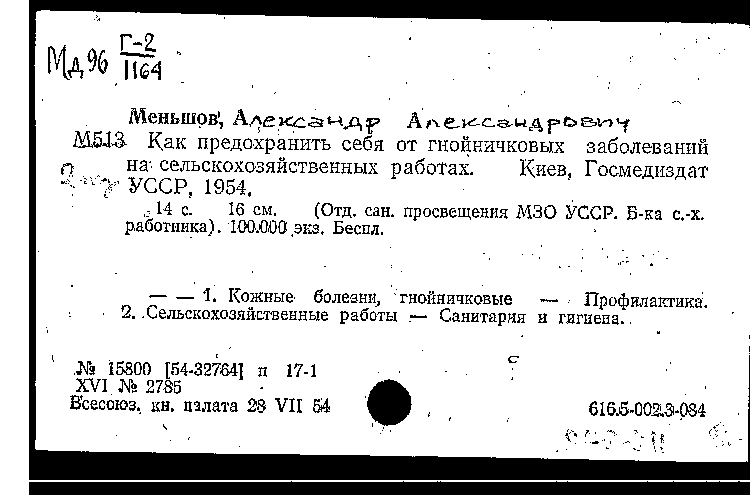 Мд 96 Г-2
1164
Меньшов, Александр Александрович
М513 Как предохранить себя от гнойничковых заболеваний
на сельскохозяйственных работах. Киев, Госмедиздат
УССР, 1954.
14 с. 16 см. (Отд. сан. просвещения МЗО УССР. Б-ка с.-х.
работника). 100.000 экз. Беспл.
— — 1. Кожные болезни, гнойничковые — Профилактика.
2. Сельскохозяйственные работы — Санитария и гигиена.
с
№ 15800 [54-32764] п 17-1
XVI № 2785
Всесоюз. кн. палата 28 VII 54
616.5-002.3-084